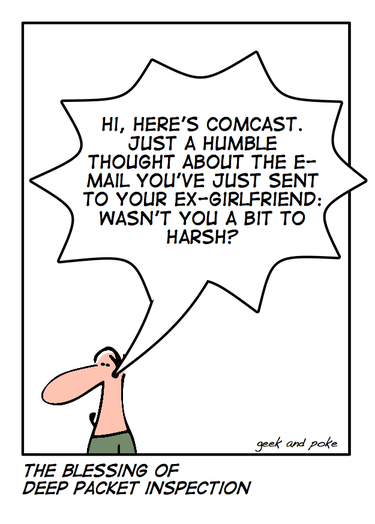 HI, HERE'S COMCAST.
JUST A HUMBLE
THOUGHT ABOUT THE E-
MAIL YOU'VE JUST SENT
TO YOUR EX-GIRLFRIEND:
WASN'T YOU A BIT TO
HARSH?
geek and poke
THE BLESSING OF
DEEP PACKET INSPECTION